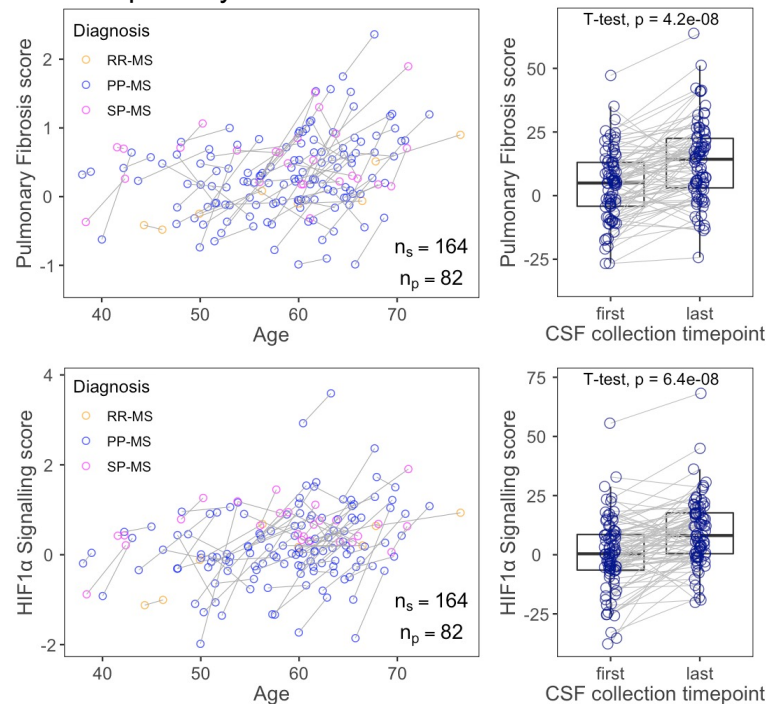 Diagnosis
RR-MS
PP-MS
SP-MS
Pulmonary Fibrosis score
2
1
0
-1
40
50
60
70
Age
nₛ = 164
nₚ = 82
T-test, p = 4.2e-08
Pulmonary Fibrosis score
50
25
0
-25
first
last
CSF collection timepoint
Diagnosis
RR-MS
PP-MS
SP-MS
HIF1α Signalling score
4
2
0
-2
40
50
60
70
Age
nₛ = 164
nₚ = 82
T-test, p = 6.4e-08
HIF1α Signalling score
75
50
25
0
-25
first
last
CSF collection timepoint